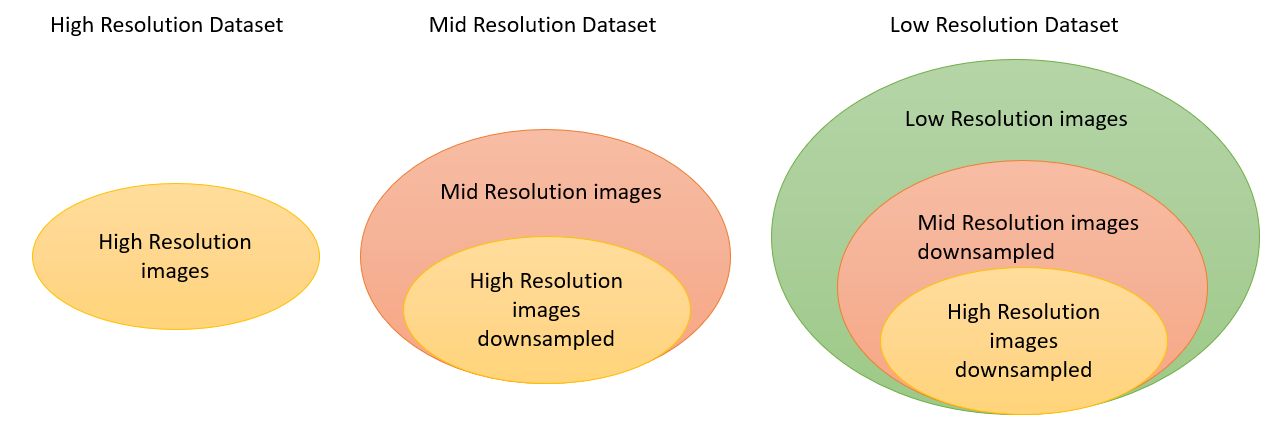 High Resolution Dataset
Mid Resolution Dataset
Low Resolution Dataset
High Resolution
images
Mid Resolution images
High Resolution
images
downsampled
Low Resolution images
Mid Resolution images
downsampled
High Resolution
images
downsampled